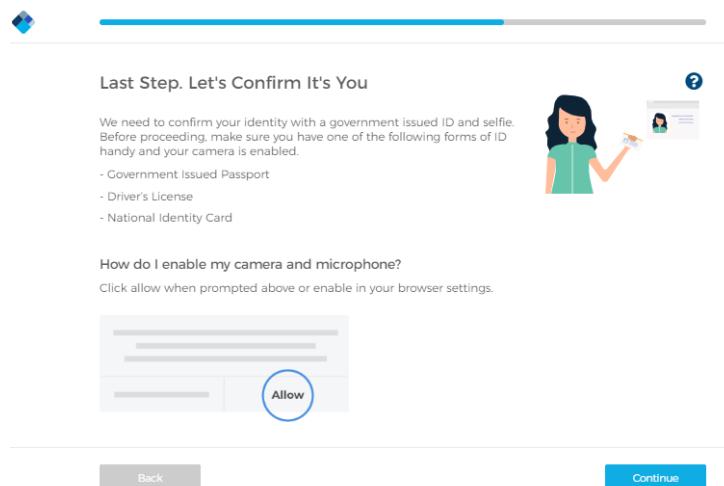 Last Step. Let's Confirm It's You
We need to confirm your identity with a government issued ID and selfie.
Before proceeding, make sure you have one of the following forms of ID
handy and your camera is enabled.
- Government Issued Passport
- Driver's License
- National Identity Card
How do I enable my camera and microphone?
Click allow when prompted above or enable in your browser settings.
Allow
Back
Continue